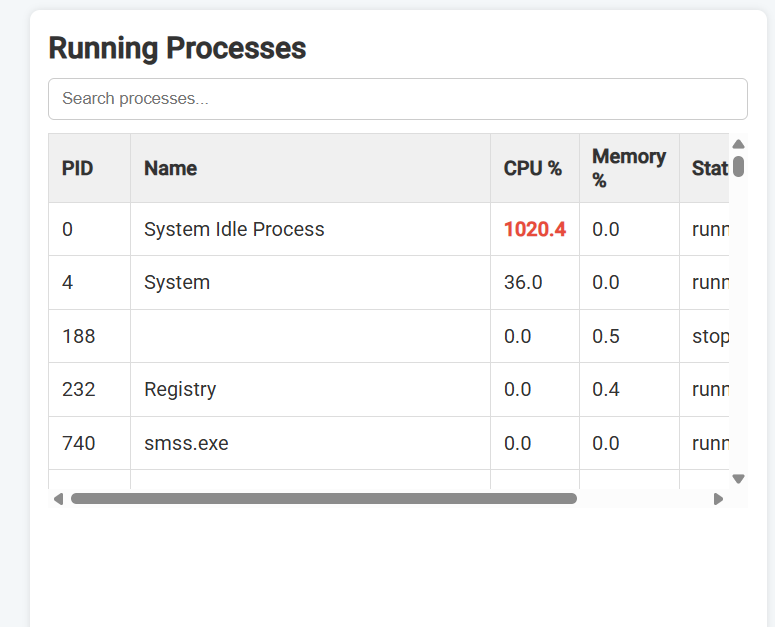 Running Processes
Search processes...
PID Name CPU % Memory % Stat
0 System Idle Process 1020.4 0.0 runn
4 System 36.0 0.0 runn
188 0.0 0.5 stop
232 Registry 0.0 0.4 runn
740 smss.exe 0.0 0.0 runn